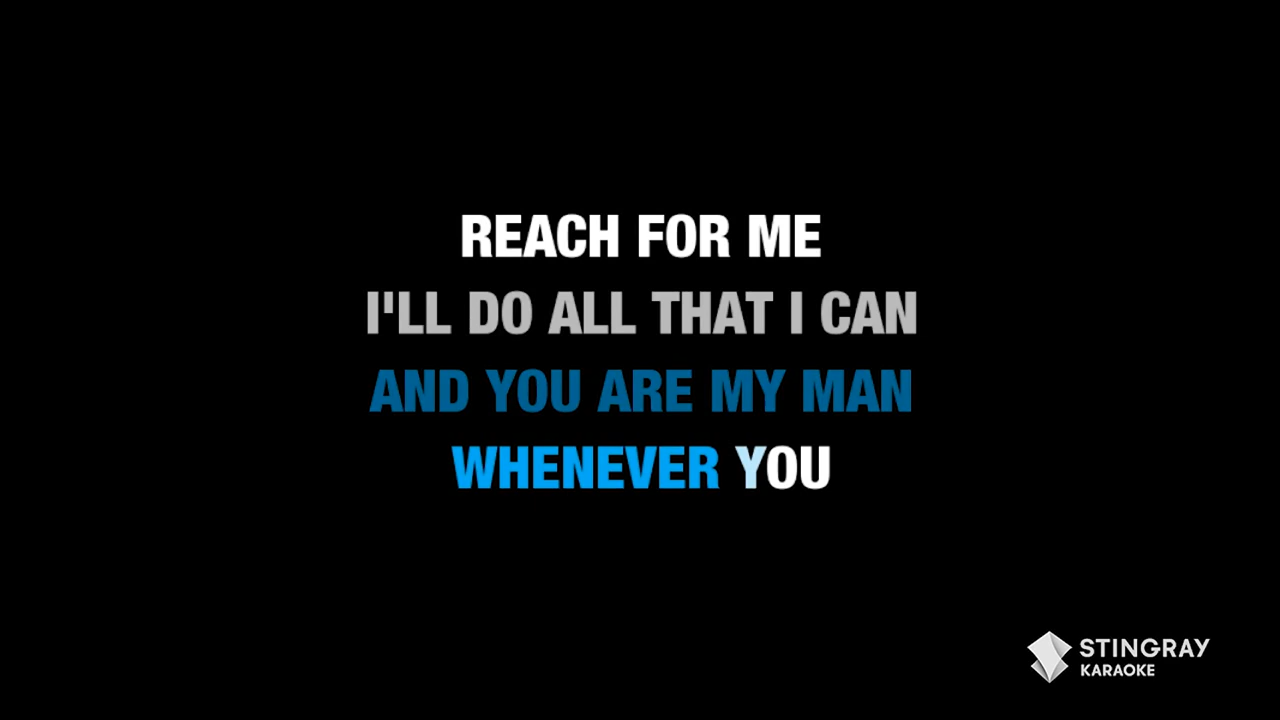 REACH FOR ME
I'LL DO ALL THAT I CAN
AND YOU ARE MY MAN
WHENEVER YOU
STINGRAY
KARAOKE